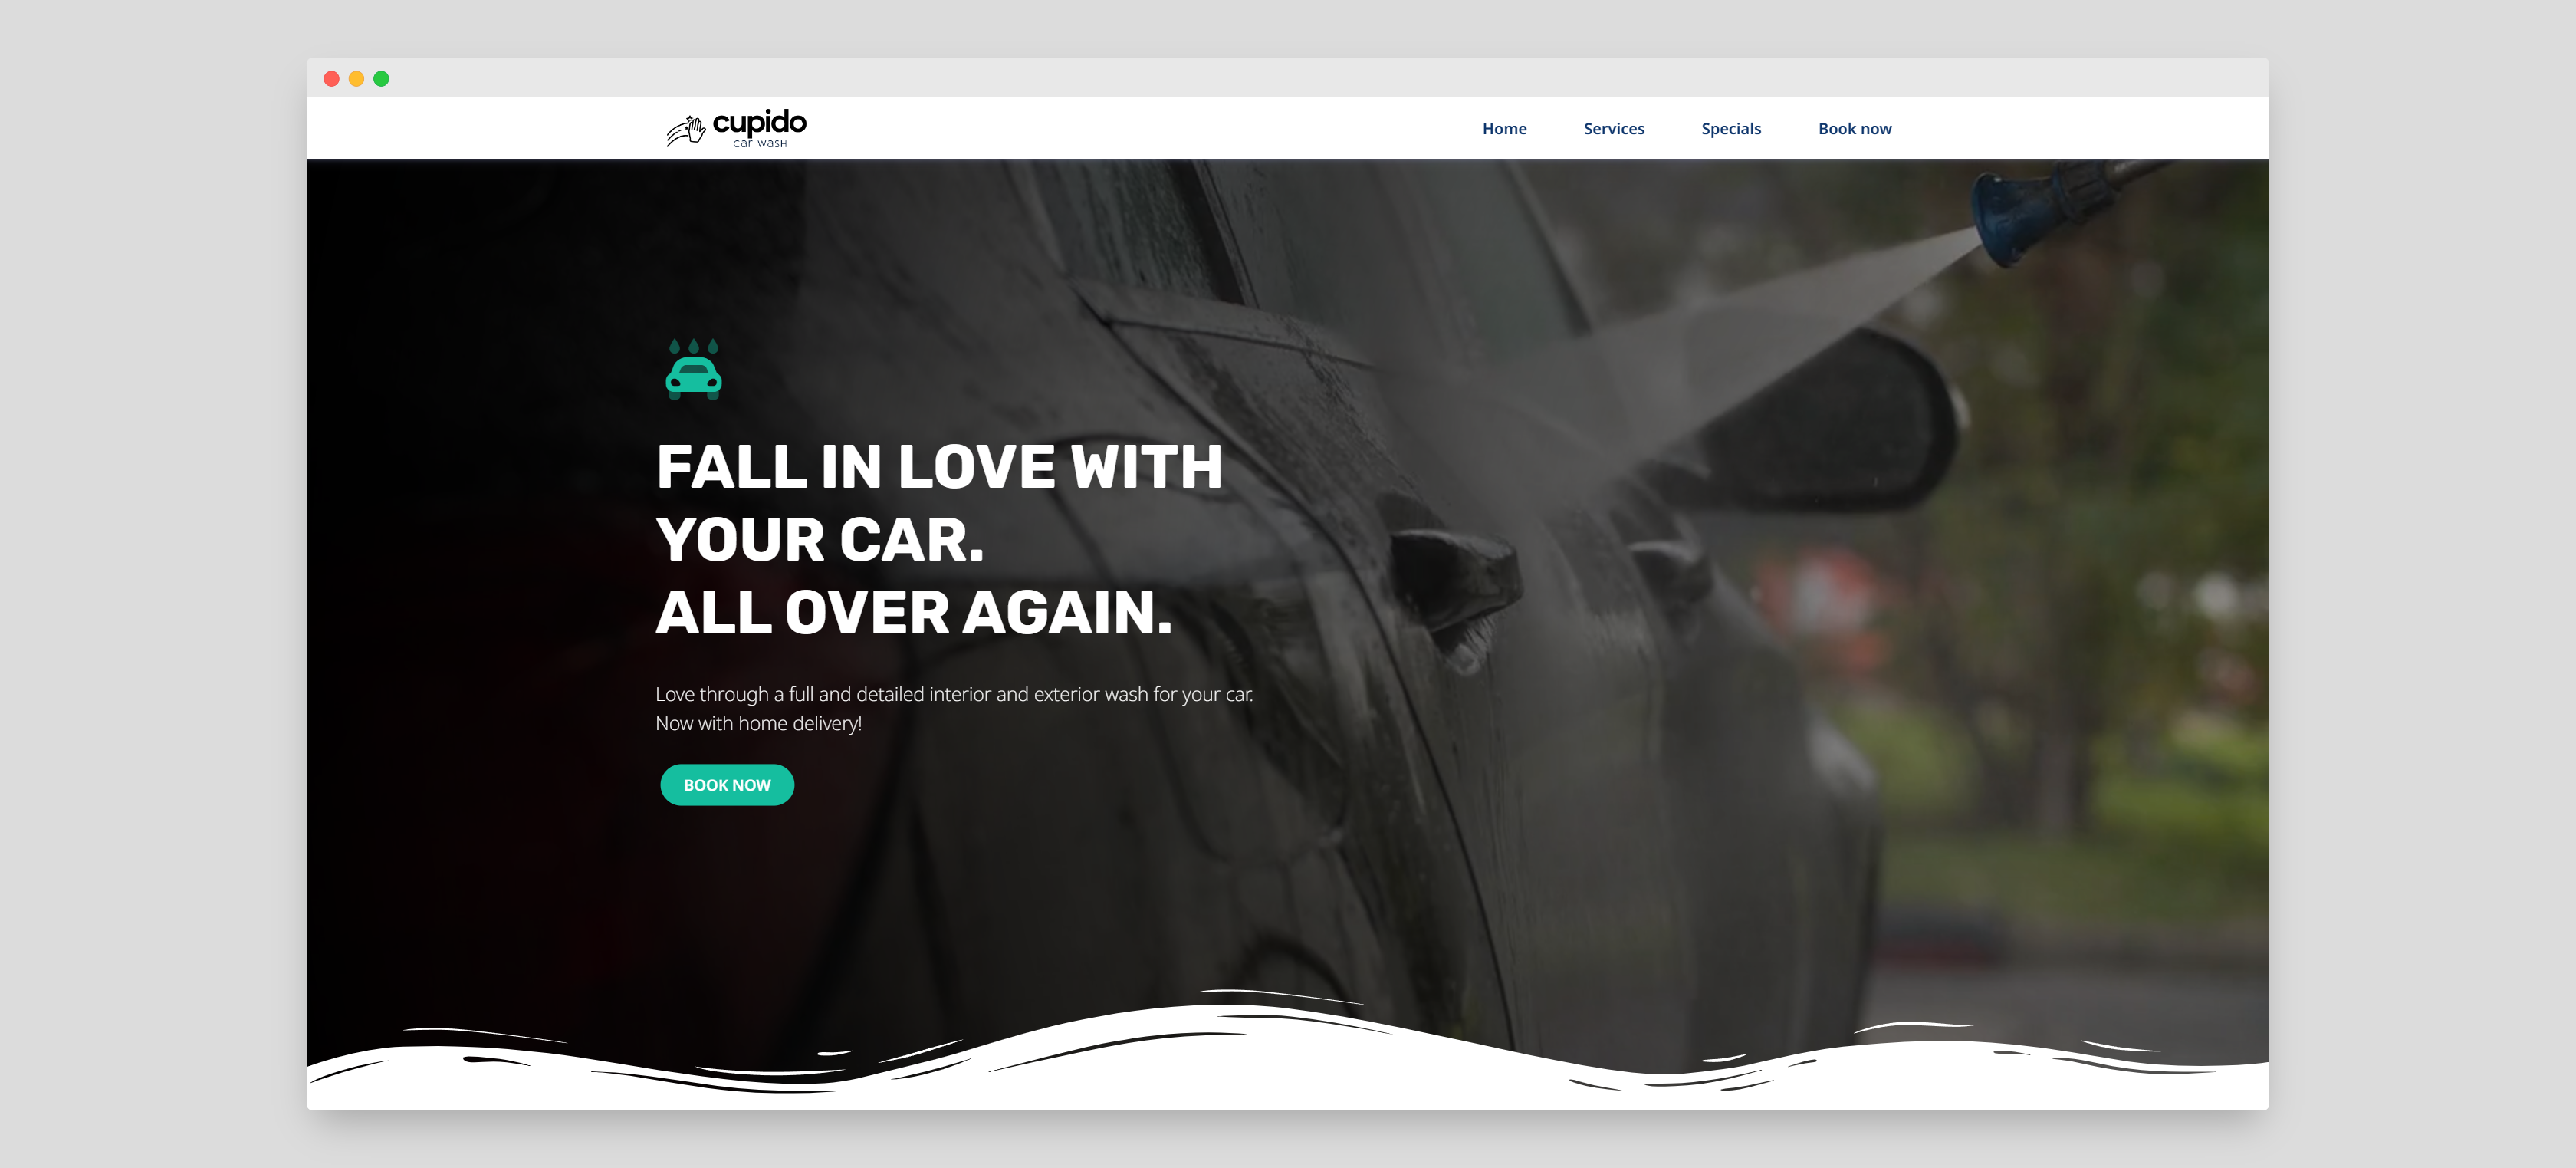 cupido
car wash
Home
Services
Specials
Book now
FALL IN LOVE WITH
YOUR CAR.
ALL OVER AGAIN.
Love through a full and detailed interior and exterior wash for your car.
Now with home delivery!
BOOK NOW